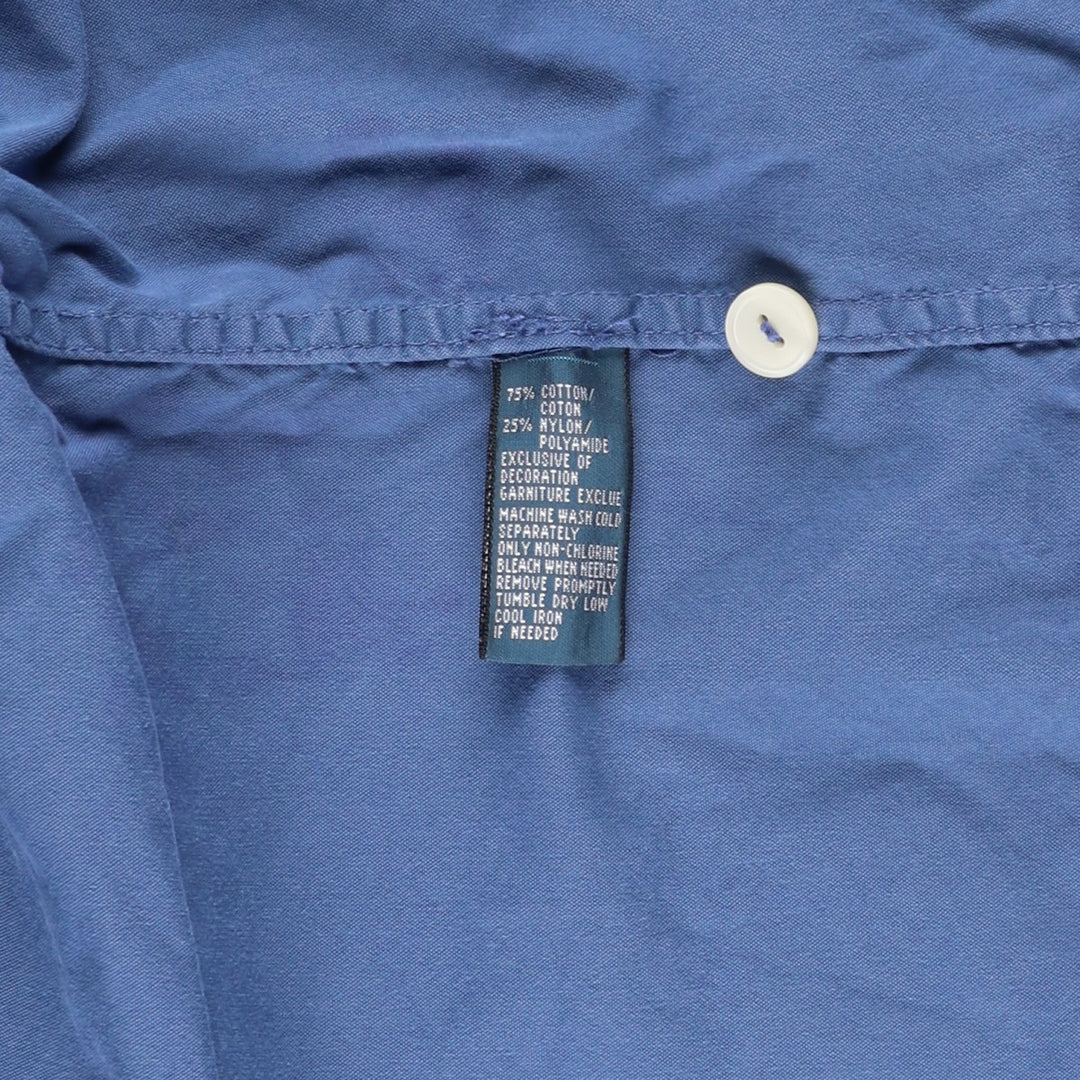 75% COTTON/
COTON
25% NYLON/
POLYAMIDE
EXCLUSIVE OF
DECORATION
GARNITURE EXCLUE
MACHINE WASH COLD
SEPARATELY
ONLY NON-CHLORINE
BLEACH WHEN NEEDED
REMOVE PROMPTLY
TUMBLE DRY LOW
COOL IRON
IF NEEDED